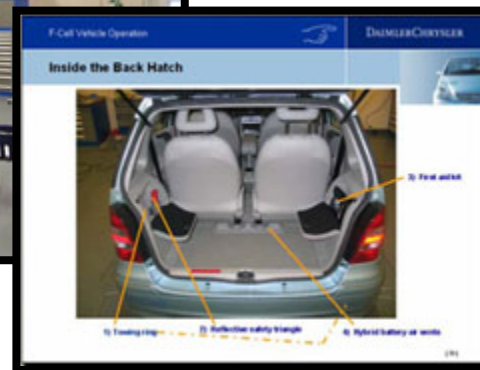 F-Cell Vehicle Operation
DAIMLERCHRYSLER
Inside the Back Hatch
3) First aid kit
1) Towing ring
2) Reflective safety triangle
4) Hybrid battery air vents